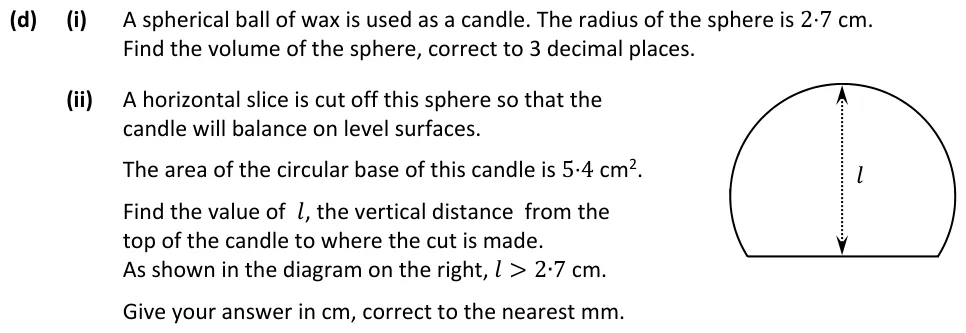 (d) (i) A spherical ball of wax is used as a candle. The radius of the sphere is 2·7 cm.
Find the volume of the sphere, correct to 3 decimal places.
(ii) A horizontal slice is cut off this sphere so that the
candle will balance on level surfaces.
The area of the circular base of this candle is 5·4 cm².
Find the value of l, the vertical distance from the
top of the candle to where the cut is made.
As shown in the diagram on the right, l > 2·7 cm.
Give your answer in cm, correct to the nearest mm.
l